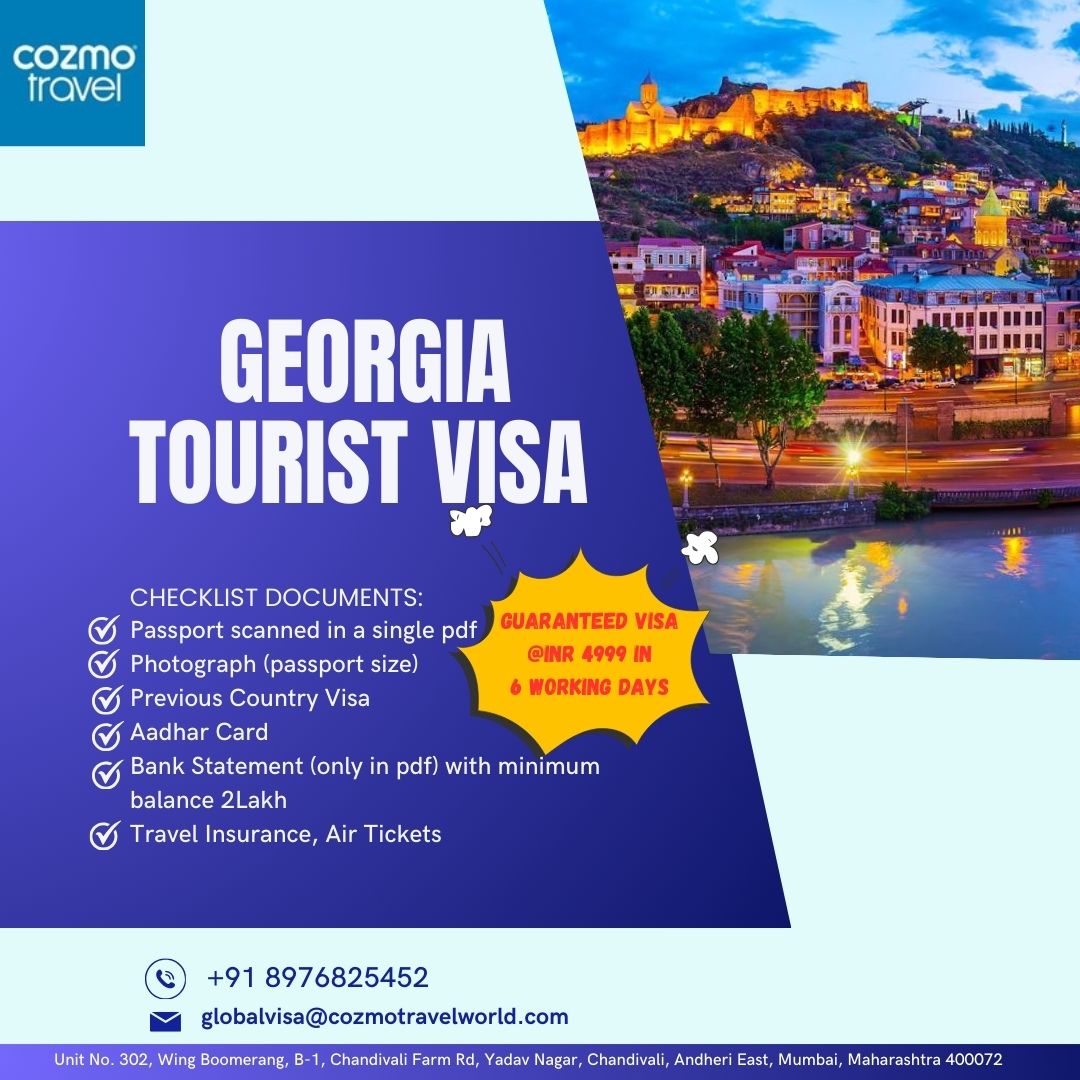 cozmo
travel
GEORGIA
TOURIST VISA
CHECKLIST DOCUMENTS:
Passport scanned in a single pdf
Photograph (passport size)
Previous Country Visa
Aadhar Card
Bank Statement (only in pdf) with minimum
balance 2Lakh
Travel Insurance, Air Tickets
GUARANTEED VISA
@INR 4999 IN
6 WORKING DAYS
+91 8976825452
globalvisa@cozmotravelworld.com
Unit No. 302, Wing Boomerang, B-1, Chandivali Farm Rd, Yadav Nagar, Chandivali, Andheri East, Mumbai, Maharashtra 400072